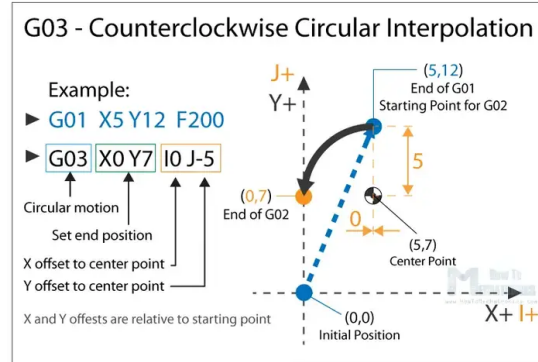 G03 - Counterclockwise Circular Interpolation
Example:
G01 X5 Y12 F200
G03 X0 Y7 I0 J-5
Circular motion
Set end position
X offset to center point
Y offset to center point
X and Y offests are relative to starting point
J+
Y+
(5,12)
End of G01
Starting Point for G02
5
(0,7)
End of G02
0
(5,7)
Center Point
(0,0)
Initial Position
X+ I+
How To